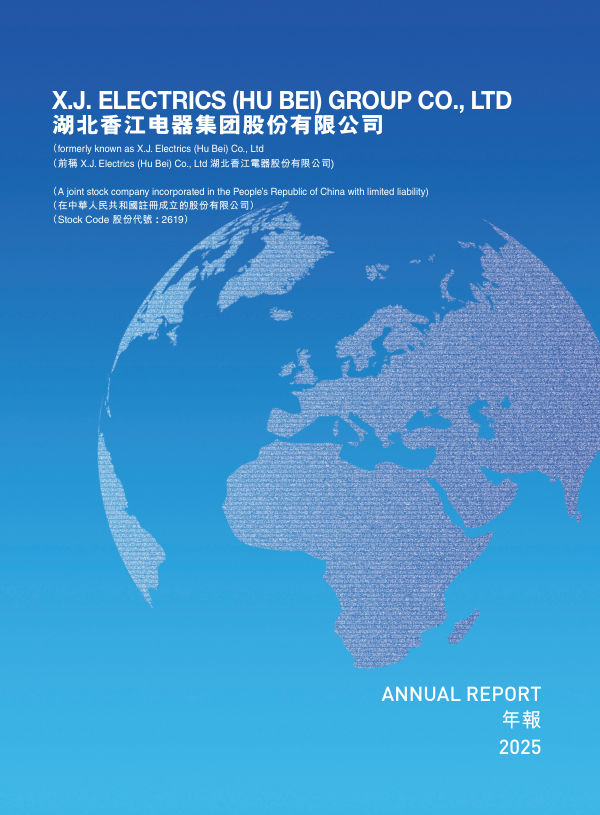 X.J. ELECTRICS (HU BEI) GROUP CO., LTD
湖北香江电器集团股份有限公司
(formerly known as X.J. Electrics (Hu Bei) Co., Ltd
(前稱 X.J. Electrics (Hu Bei) Co., Ltd 湖北香江電器股份有限公司)
(A joint stock company incorporated in the People's Republic of China with limited liability)
(在中華人民共和國註冊成立的股份有限公司)
(Stock Code 股份代號：2619)
ANNUAL REPORT
年報
2025